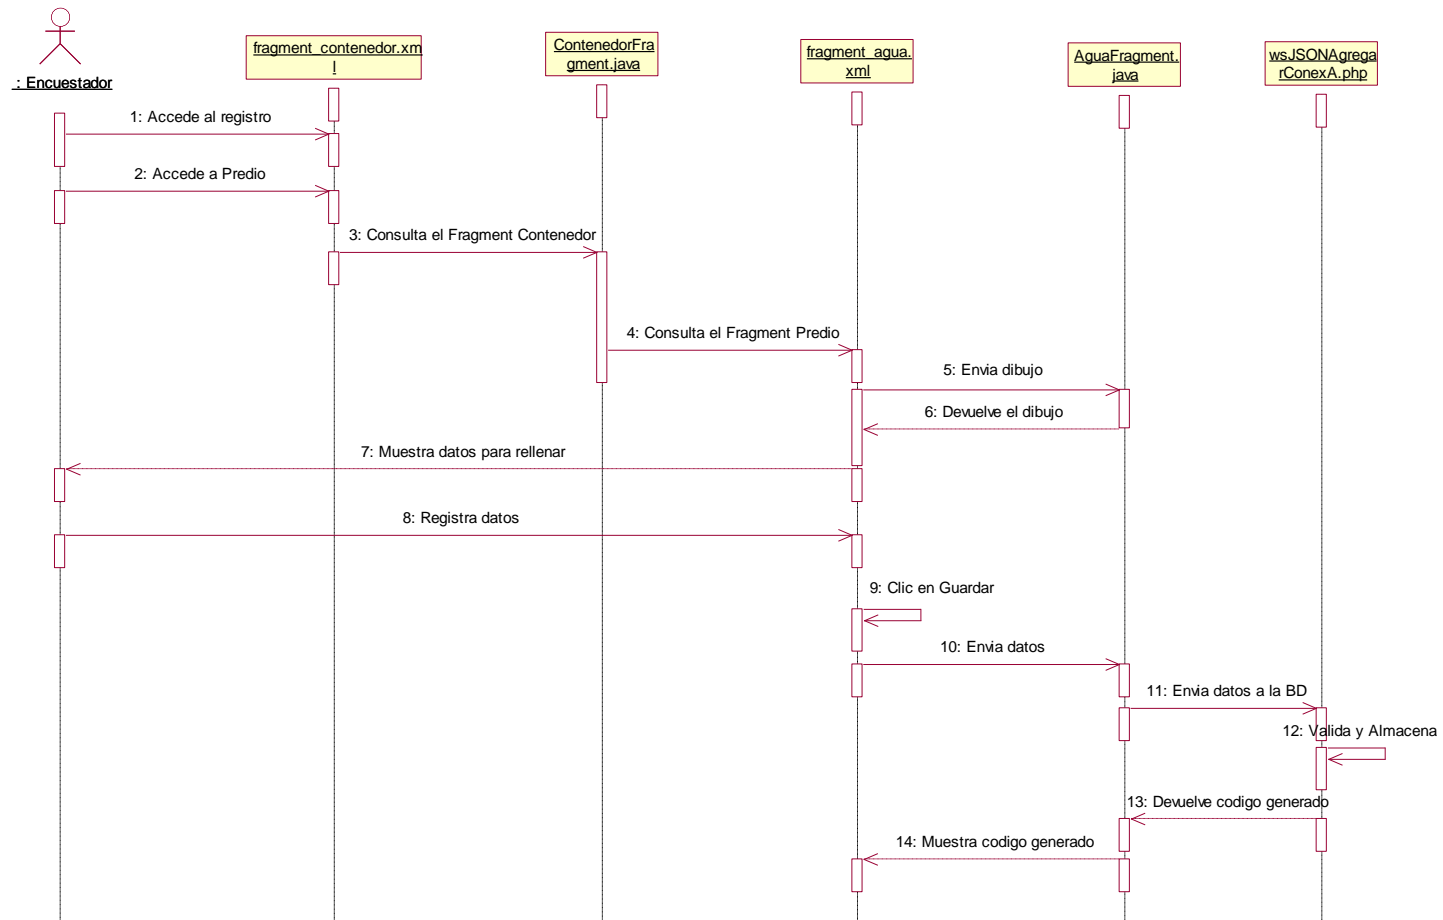 : Encuestador
fragment_contenedor.xm
l
ContenedorFra
gment.java
fragment_agua.
xml
AguaFragment.
java
wsJSONAgrega
rConexA.php
1: Accede al registro
2: Accede a Predio
3: Consulta el Fragment Contenedor
4: Consulta el Fragment Predio
5: Envia dibujo
6: Devuelve el dibujo
7: Muestra datos para rellenar
8: Registra datos
9: Clic en Guardar
10: Envia datos
11: Envia datos a la BD
12: Valida y Almacena
13: Devuelve codigo generado
14: Muestra codigo generado